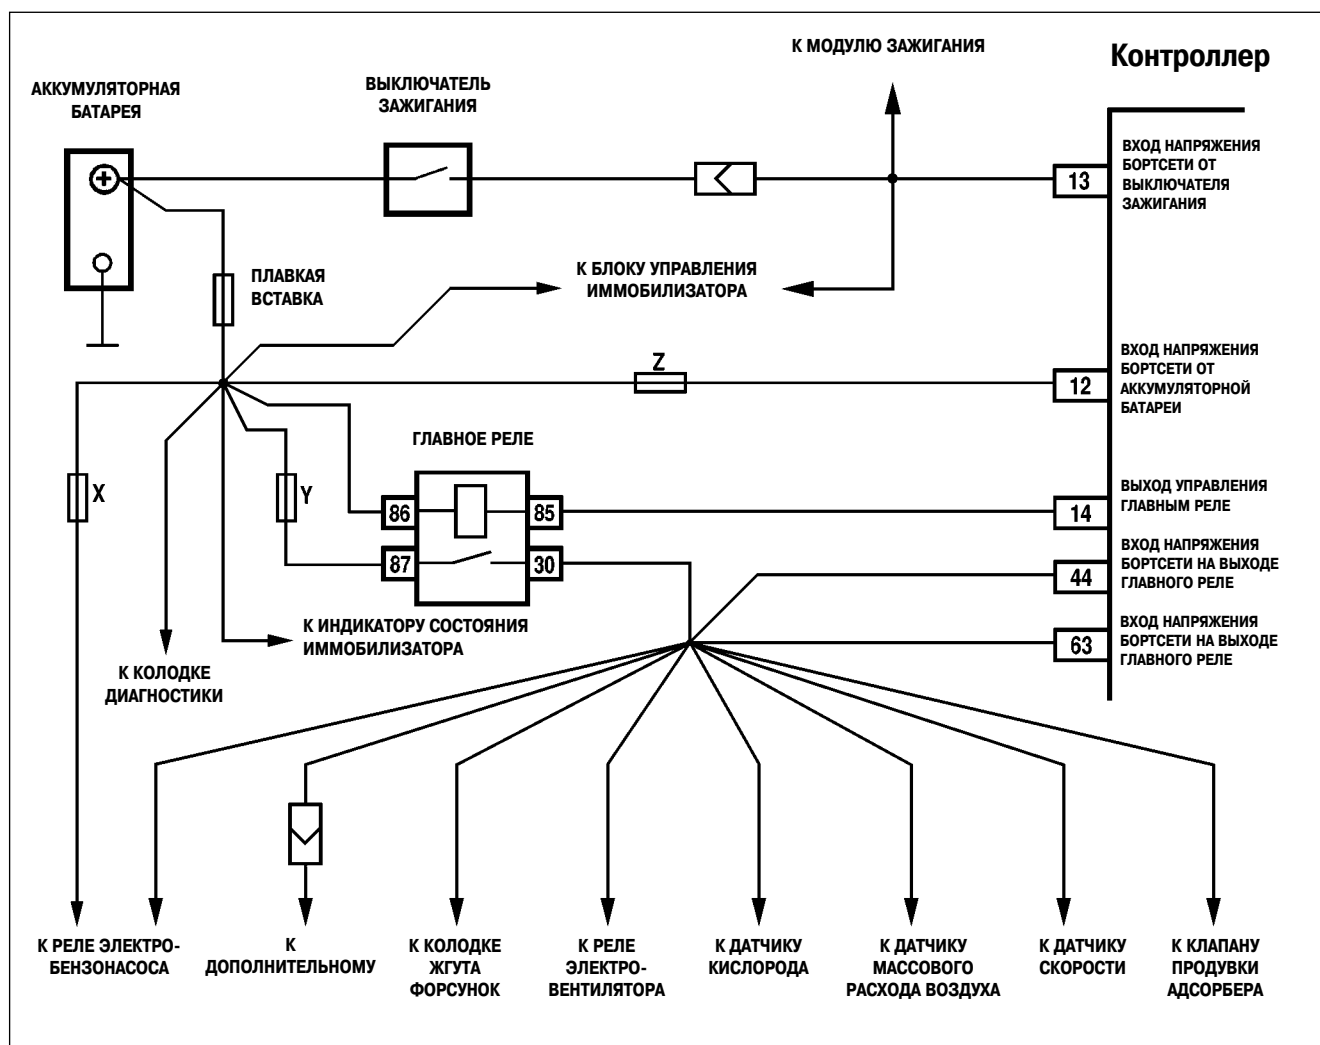 К МОДУЛЮ ЗАЖИГАНИЯ
Контроллер
АККУМУЛЯТОРНАЯ
БАТАРЕЯ
ВЫКЛЮЧАТЕЛЬ
ЗАЖИГАНИЯ
13
ВХОД НАПРЯЖЕНИЯ
БОРТСЕТИ ОТ
ВЫКЛЮЧАТЕЛЯ
ЗАЖИГАНИЯ
ПЛАВКАЯ
ВСТАВКА
К БЛОКУ УПРАВЛЕНИЯ
ИММОБИЛИЗАТОРА
Z
12
ВХОД НАПРЯЖЕНИЯ
БОРТСЕТИ ОТ
АККУМУЛЯТОРНОЙ
БАТАРЕИ
ГЛАВНОЕ РЕЛЕ
X
Y
86
85
87
30
14
ВЫХОД УПРАВЛЕНИЯ
ГЛАВНЫМ РЕЛЕ
44
ВХОД НАПРЯЖЕНИЯ
БОРТСЕТИ НА ВЫХОДЕ
ГЛАВНОГО РЕЛЕ
63
ВХОД НАПРЯЖЕНИЯ
БОРТСЕТИ НА ВЫХОДЕ
ГЛАВНОГО РЕЛЕ
К ИНДИКАТОРУ СОСТОЯНИЯ
ИММОБИЛИЗАТОРА
К КОЛОДКЕ
ДИАГНОСТИКИ
К РЕЛЕ ЭЛЕКТРО-
БЕНЗОНАСОСА
К
ДОПОЛНИТЕЛЬНОМУ
К КОЛОДКЕ
ЖГУТА
ФОРСУНОК
К РЕЛЕ
ЭЛЕКТРО-
ВЕНТИЛЯТОРА
К ДАТЧИКУ
КИСЛОРОДА
К ДАТЧИКУ
МАССОВОГО
РАСХОДА ВОЗДУХА
К ДАТЧИКУ
СКОРОСТИ
К КЛАПАНУ
ПРОДУВКИ
АДСОРБЕРА